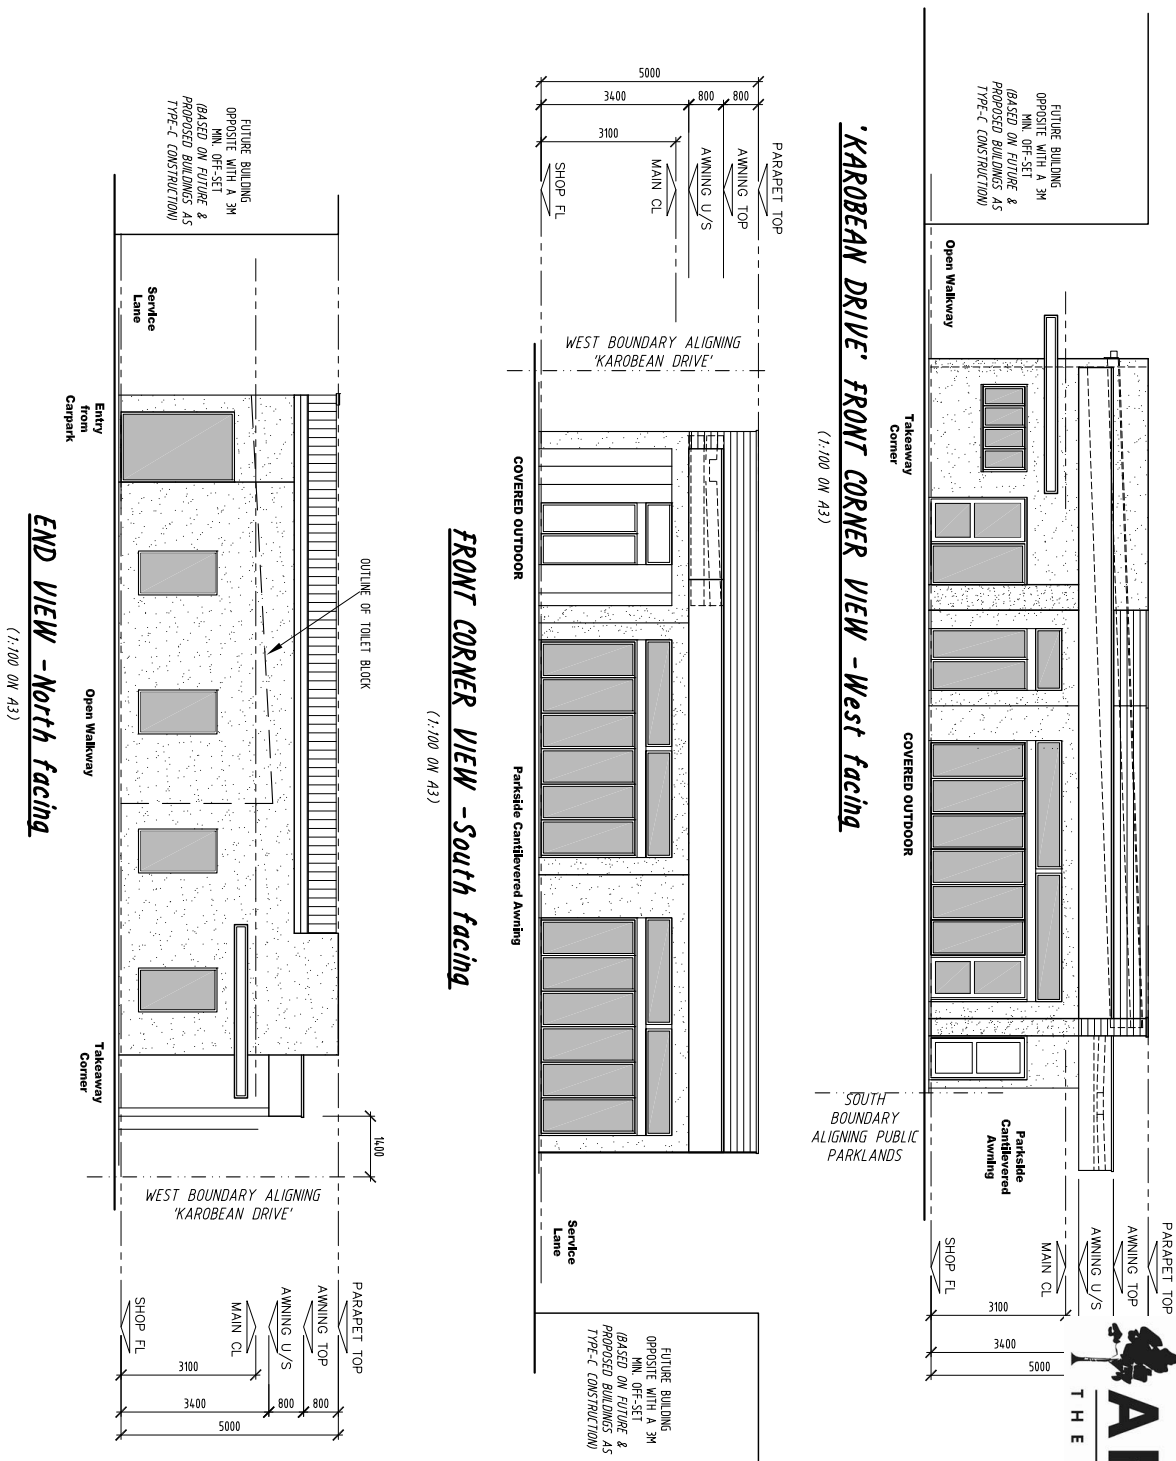 FUTURE BUILDING
OPPOSITE WITH A 3M
MIN. OFF-SET
(BASED ON FUTURE &
PROPOSED BUILDINGS AS
TYPE-C CONSTRUCTION)
Open Walkway
Takeaway
Corner
COVERED OUTDOOR
Parkside
Cantilevered
Awning
SOUTH
BOUNDARY
ALIGNING PUBLIC
PARKLANDS
PARAPET TOP
AWNING TOP
AWNING U/S
MAIN CL
SHOP FL
3100
3400
5000
'KAROBEAN DRIVE' FRONT CORNER VIEW -West facing
(1:100 ON A3)
THE
5000
3400
800
800
3100
PARAPET TOP
AWNING TOP
AWNING U/S
MAIN CL
SHOP FL
WEST BOUNDARY ALIGNING
'KAROBEAN DRIVE'
COVERED OUTDOOR
Parkside Cantilevered Awning
Service
Lane
FUTURE BUILDING
OPPOSITE WITH A 3M
MIN. OFF-SET
(BASED ON FUTURE &
PROPOSED BUILDINGS AS
TYPE-C CONSTRUCTION)
FRONT CORNER VIEW -South facing
(1:100 ON A3)
FUTURE BUILDING
OPPOSITE WITH A 3M
MIN. OFF-SET
(BASED ON FUTURE &
PROPOSED BUILDINGS AS
TYPE-C CONSTRUCTION)
Service
Lane
Entry
from
Carpark
OUTLINE OF TOILET BLOCK
Open Walkway
Takeaway
Corner
1400
WEST BOUNDARY ALIGNING
'KAROBEAN DRIVE'
PARAPET TOP
AWNING TOP
AWNING U/S
MAIN CL
SHOP FL
3100
3400
800
800
5000
END VIEW -North facing
(1:100 ON A3)